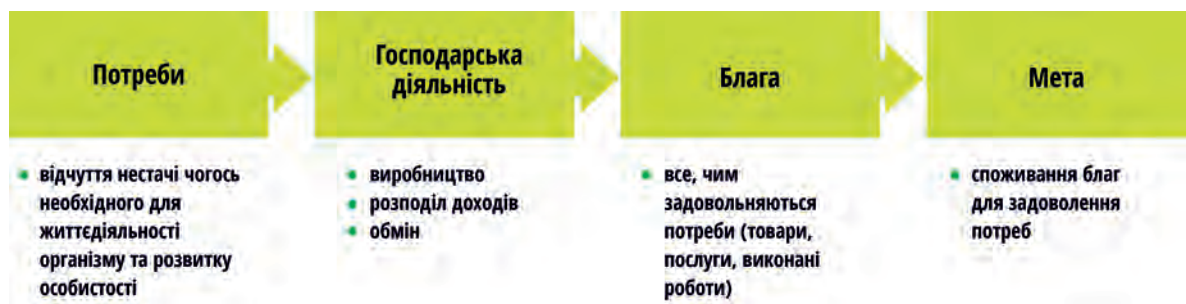 Потреби
відчуття нестачі чогось
необхідного для
життєдіяльності
організму та розвитку
особистості
Господарська
діяльність
виробництво
розподіл доходів
обмін
Блага
все, чим
задовольняються
потреби (товари,
послуги, виконані
роботи)
Мета
споживання благ
для задоволення
потреб